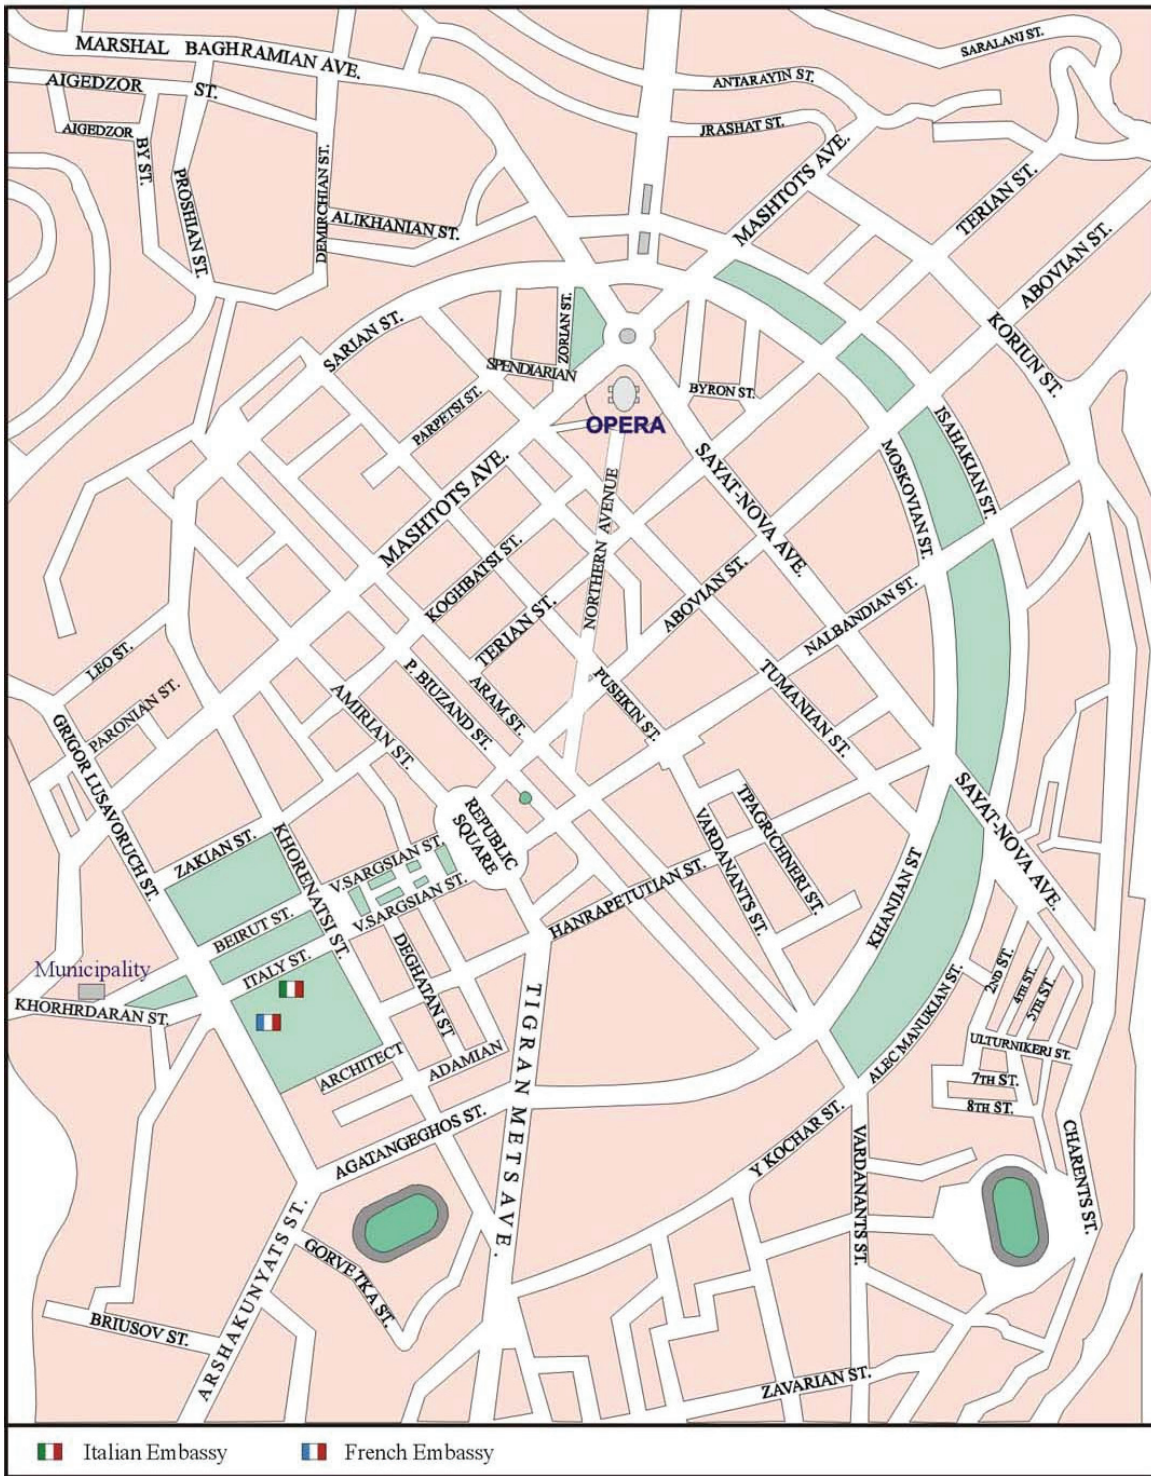 SARALANJ ST.
MARSHAL BAGHRAMIAN AVE.
ANTARAYIN ST.
AIGEDZOR ST.
JRASHAT ST.
AIGEDZOR
BY ST.
MASHTOTS AVE.
PROSHIAN ST.
DEMIRCHIAN ST.
TERIAN ST.
ALIKHANIAN ST.
ABOVIAN ST.
SARIAN ST.
ZORIAN ST.
KORIUN ST.
SPENDIARIAN
BYRON ST.
PARPETSI ST.
OPERA
ISAHAKIAN ST.
MOSKOVIAN ST.
MASHTOTS AVE.
SAYAT-NOVA AVE.
NORTHERN AVENUE
KOGHBATSI ST.
ABOVIAN ST.
TERIAN ST.
NALBANDIAN ST.
LEO ST.
P. BIUZAND ST.
ARAM ST.
PUSHKIN ST.
TUMANIAN ST.
PARONIAN ST.
AMIRIAN ST.
GRIGOR LUSAVORUCH ST.
REPUBLIC
SQUARE
SAYAT-NOVA AVE.
TPAGRICHNERI ST.
VARDANANTS ST.
ZAKIAN ST.
KHORENATSI ST.
V.SARGSIAN ST.
V.SARGSIAN ST.
HANRAPETUTIAN ST.
KHANJIAN ST
BEIRUT ST.
ITALY ST.
DEGHATAN ST
Municipality
KHORHRDARAN ST.
2ND ST.
4TH ST.
5TH ST.
TIGRAN METS AVE.
ALEC MANUKIAN ST.
ULTURNIKERI ST.
ARCHITECT
ADAMIAN
7TH ST.
8TH ST.
AGATANGEGHOS ST.
Y KOCHAR ST.
VARDANANTS ST.
CHARENTS ST.
ARSHAKUNYATS ST.
GORVETKA ST.
BRIUSOV ST.
ZAVARIAN ST.
Italian Embassy
French Embassy